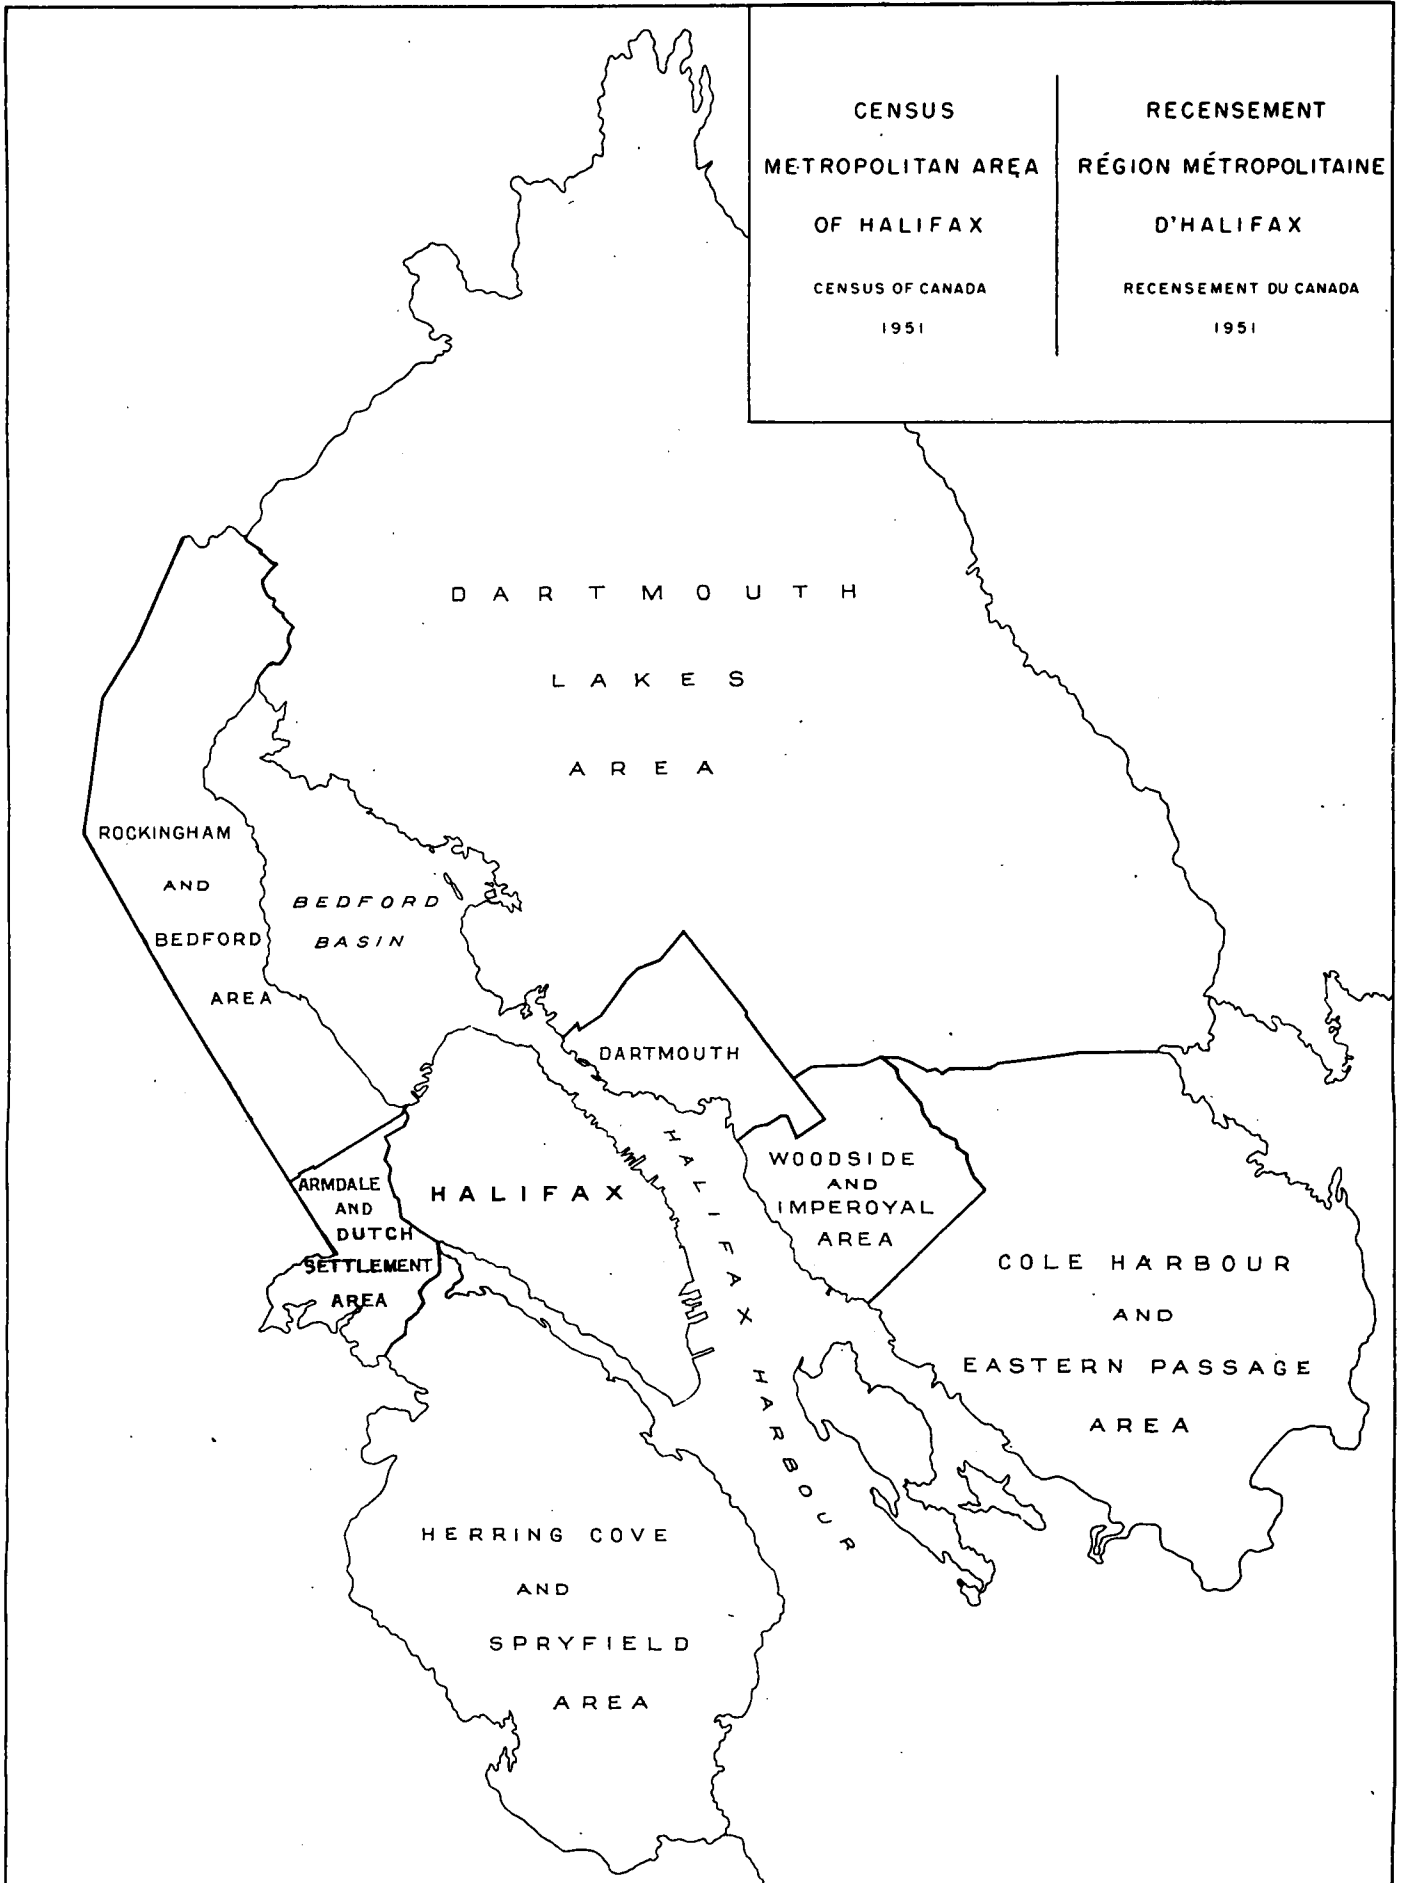 CENSUS
METROPOLITAN AREA
OF HALIFAX
CENSUS OF CANADA
1951
RECENSEMENT
RÉGION MÉTROPOLITAINE
D'HALIFAX
RECENSEMENT DU CANADA
1951
DARTMOUTH
LAKES
AREA
ROCKINGHAM
AND
BEDFORD
AREA
BEDFORD
BASIN
DARTMOUTH
HALIFAX
HALIFAX HARBOUR
WOODSIDE
AND
IMPEROYAL
AREA
ARMDALE
AND
DUTCH
SETTLEMENT
AREA
COLE HARBOUR
AND
EASTERN PASSAGE
AREA
HERRING COVE
AND
SPRYFIELD
AREA